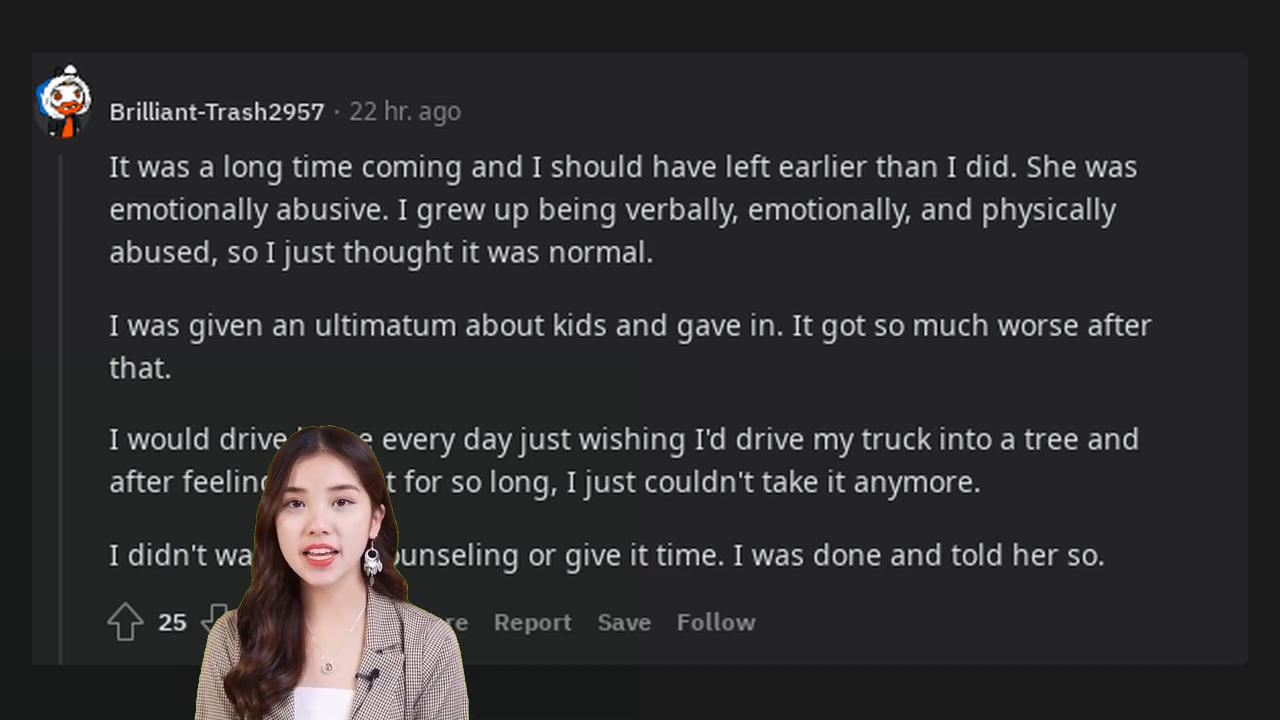 Brilliant-Trash2957 · 22 hr. ago
It was a long time coming and I should have left earlier than I did. She was
emotionally abusive. I grew up being verbally, emotionally, and physically
abused, so I just thought it was normal.
I was given an ultimatum about kids and gave in. It got so much worse after
that.
I would drive every day just wishing I'd drive my truck into a tree and
after for so long, I just couldn't take it anymore.
I didn't or give it time. I was done and told her so.
25 Report Save Follow